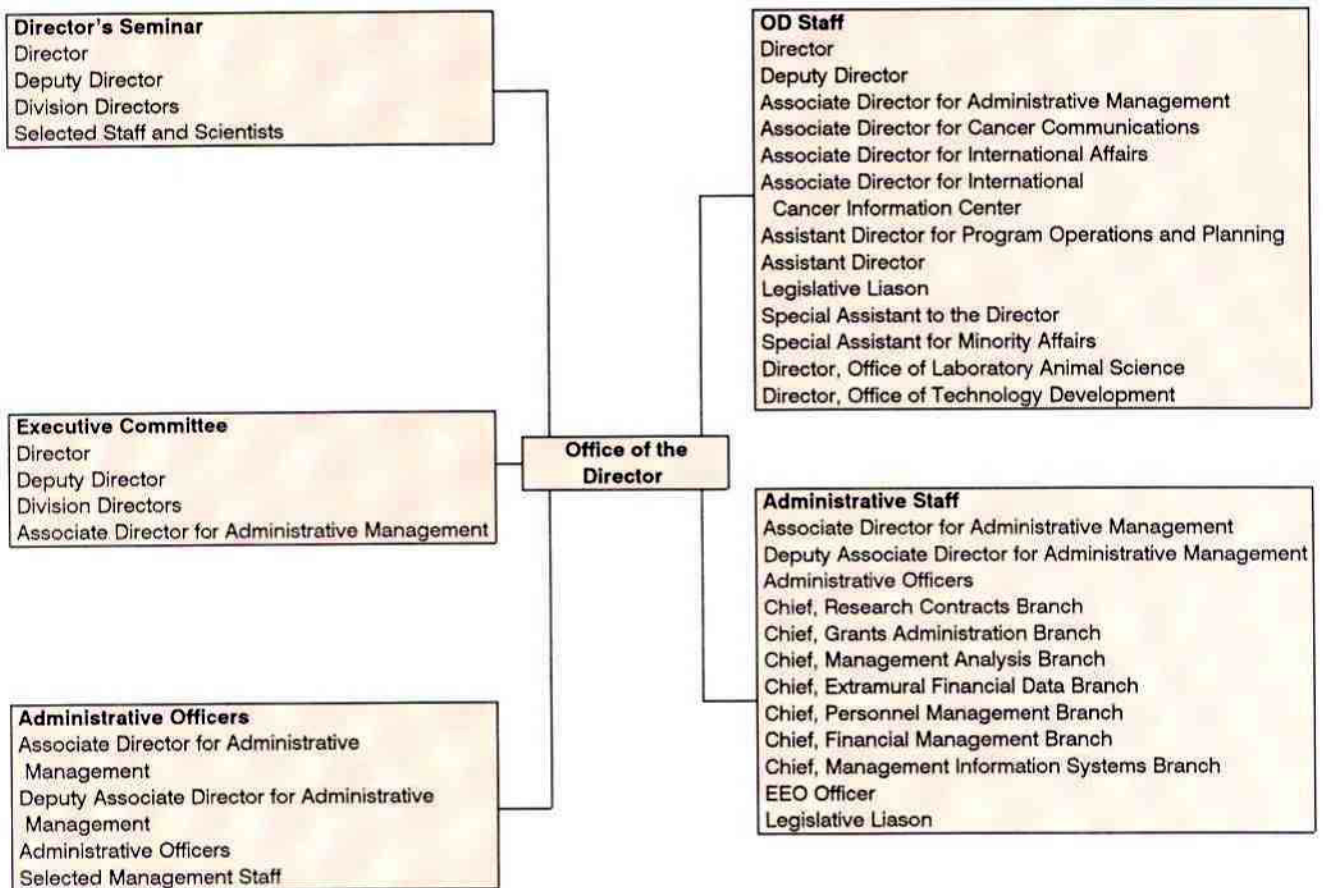 Director's Seminar
Director
Deputy Director
Division Directors
Selected Staff and Scientists
Executive Committee
Director
Deputy Director
Division Directors
Associate Director for Administrative Management
Administrative Officers
Associate Director for Administrative
Management
Deputy Associate Director for Administrative
Management
Administrative Officers
Selected Management Staff
Office of the
Director
OD Staff
Director
Deputy Director
Associate Director for Administrative Management
Associate Director for Cancer Communications
Associate Director for International Affairs
Associate Director for International
Cancer Information Center
Assistant Director for Program Operations and Planning
Assistant Director
Legislative Liason
Special Assistant to the Director
Special Assistant for Minority Affairs
Director, Office of Laboratory Animal Science
Director, Office of Technology Development
Administrative Staff
Associate Director for Administrative Management
Deputy Associate Director for Administrative Management
Administrative Officers
Chief, Research Contracts Branch
Chief, Grants Administration Branch
Chief, Management Analysis Branch
Chief, Extramural Financial Data Branch
Chief, Personnel Management Branch
Chief, Financial Management Branch
Chief, Management Information Systems Branch
EEO Officer
Legislative Liason